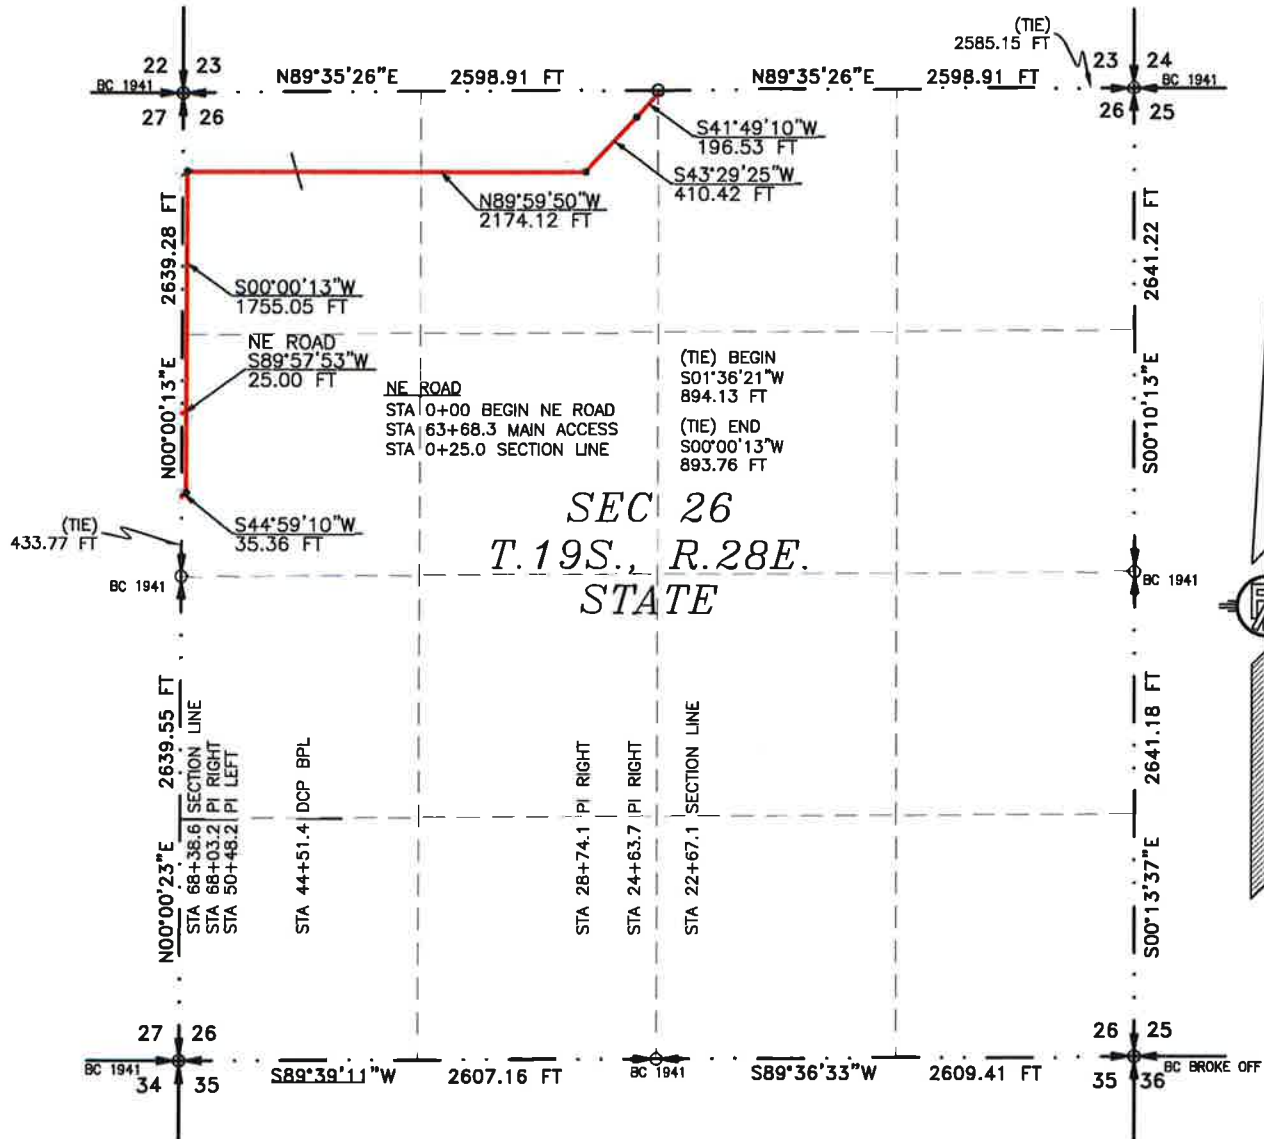 (TIE)
2585.15 FT
22 23
N89°35'26"E 2598.91 FT
N89°35'26"E 2598.91 FT
23 24
BC 1941
BC 1941
27 26
26 25
S41°49'10"W
196.53 FT
S43°29'25"W
410.42 FT
N89°59'50"W
2174.12 FT
N00°00'13"E 2639.28 FT
S00°10'13"E 2641.22 FT
S00°00'13"W
1755.05 FT
NE ROAD
S89°57'53"W
25.00 FT
NE ROAD
STA 0+00 BEGIN NE ROAD
STA 63+68.3 MAIN ACCESS
STA 0+25.0 SECTION LINE
(TIE) BEGIN
S01°36'21"W
894.13 FT
(TIE) END
S00°00'13"W
893.76 FT
S44°59'10"W
35.36 FT
(TIE)
433.77 FT
SEC 26
T.19S., R.28E.
STATE
BC 1941
BC 1941
N00°00'23"E 2639.55 FT
STA 68+38.6 SECTION LINE
STA 68+03.2 PI RIGHT
STA 50+48.2 PI LEFT
STA 44+51.4 DCP BPL
STA 28+74.1 PI RIGHT
STA 24+63.7 PI RIGHT
STA 22+67.1 SECTION LINE
S00°13'37"E 2641.18 FT
27 26
26 25
BC 1941
34 35
S89°39'11"W 2607.16 FT
BC 1941
S89°36'33"W 2609.41 FT
35 36
BC BROKE OFF